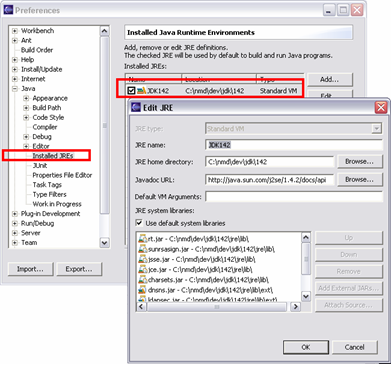 Preferences
Workbench
Ant
Build Order
Help
Install/Update
Internet
Java
Appearance
Build Path
Code Style
Compiler
Debug
Editor
Installed JREs
JUnit
Properties File Editor
Task Tags
Type Filters
Work in Progress
Plug-in Development
Run/Debug
Server
Team
Import...
Export...
Installed Java Runtime Environments
Add, remove or edit JRE definitions.
The checked JRE will be used by default to build and run Java programs.
Installed JREs:
Name Location Type
Add...
JDK142 C:\nmd\dev\jdk\142 Standard VM
Edit...
Edit JRE
JRE type: Standard VM
JRE name: JDK142
JRE home directory: C:\nmd\dev\jdk\142 Browse...
Javadoc URL: http://java.sun.com/j2se/1.4.2/docs/api Browse...
Default VM Arguments:
JRE system libraries:
Use default system libraries
rt.jar - C:\nmd\dev\jdk\142\jre\lib\
sunrsasign.jar - C:\nmd\dev\jdk\142\jre\lib\
jsse.jar - C:\nmd\dev\jdk\142\jre\lib\
jce.jar - C:\nmd\dev\jdk\142\jre\lib\
charsets.jar - C:\nmd\dev\jdk\142\jre\lib\
dnsns.jar - C:\nmd\dev\jdk\142\jre\lib\ext\
ldapsec.jar - C:\nmd\dev\jdk\142\jre\lib\ext\
Up
Down
Remove
Add External JARs...
Attach Source...
OK
Cancel